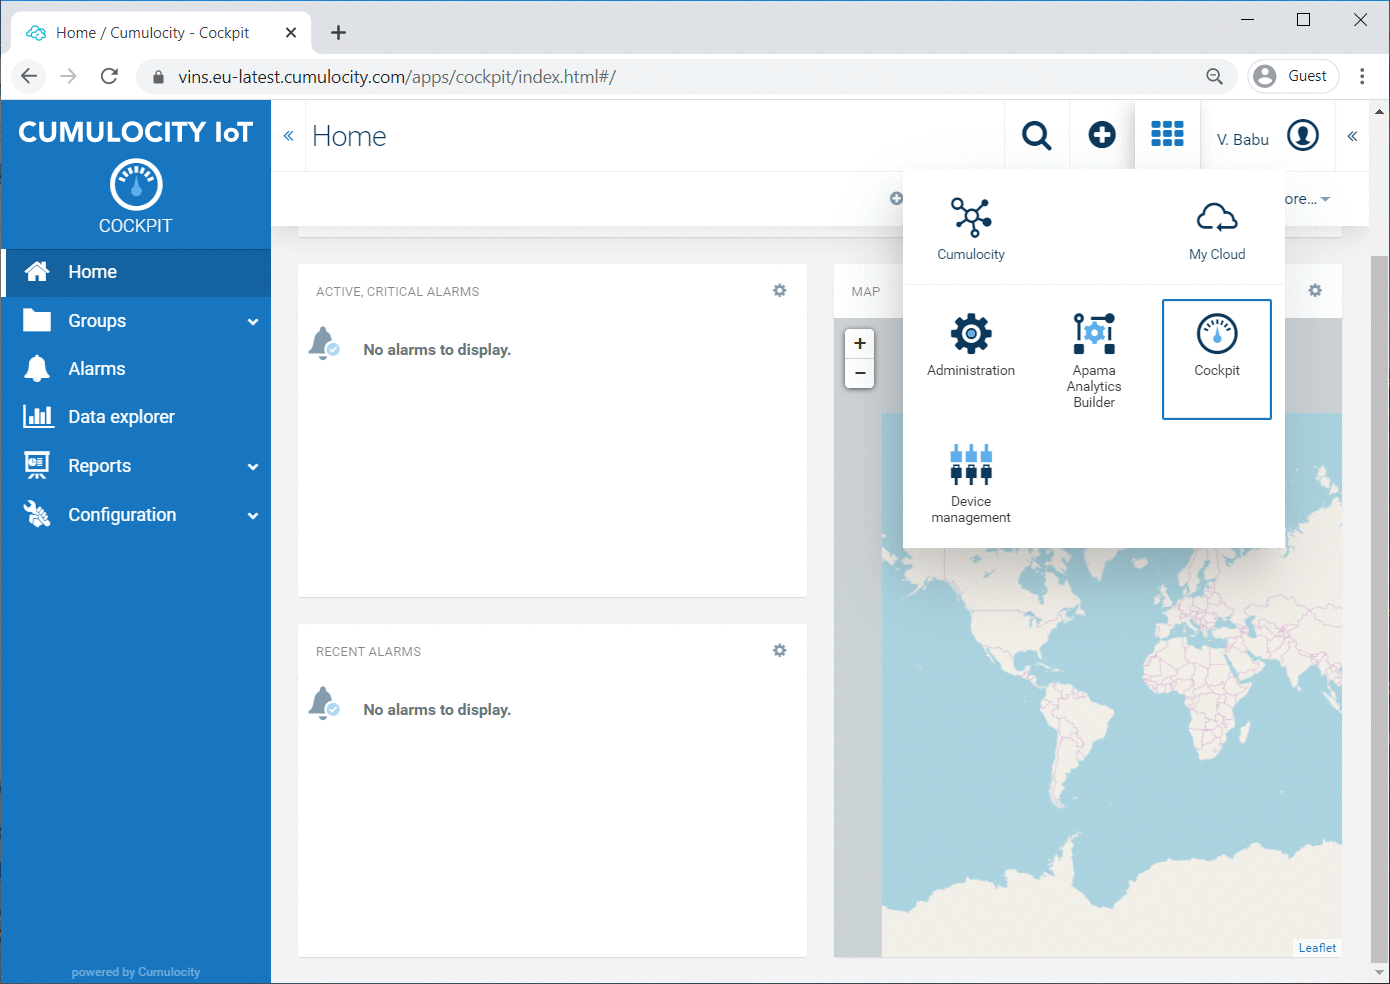 Home / Cumulocity - Cockpit
vins.eu-latest.cumulocity.com/apps/cockpit/index.html#/
Guest
CUMULOCITY IoT
COCKPIT
Home
Groups
Alarms
Data explorer
Reports
Configuration
powered by Cumulocity
Home
V. Babu
ore...
Cumulocity
My Cloud
Administration
Apama
Analytics
Builder
Cockpit
Device
management
ACTIVE, CRITICAL ALARMS
No alarms to display.
MAP
+
−
RECENT ALARMS
No alarms to display.
Leaflet